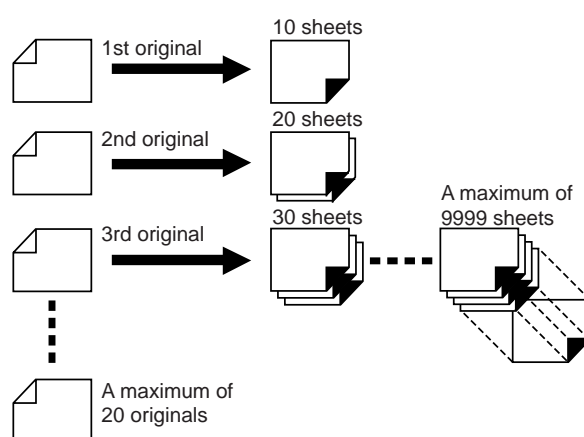 10 sheets
1st original
20 sheets
2nd original
A maximum of
9999 sheets
30 sheets
3rd original
A maximum of
20 originals